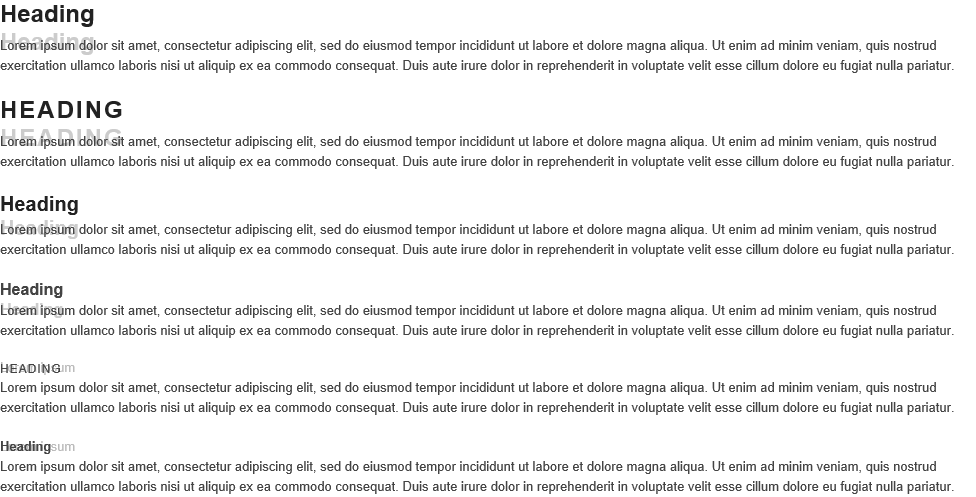 Heading
Heading
Lorem ipsum dolor sit amet, consectetur adipiscing elit, sed do eiusmod tempor incididunt ut labore et dolore magna aliqua. Ut enim ad minim veniam, quis nostrud
exercitation ullamco laboris nisi ut aliquip ex ea commodo consequat. Duis aute irure dolor in reprehenderit in voluptate velit esse cillum dolore eu fugiat nulla pariatur.
HEADING
HEADING
Lorem ipsum dolor sit amet, consectetur adipiscing elit, sed do eiusmod tempor incididunt ut labore et dolore magna aliqua. Ut enim ad minim veniam, quis nostrud
exercitation ullamco laboris nisi ut aliquip ex ea commodo consequat. Duis aute irure dolor in reprehenderit in voluptate velit esse cillum dolore eu fugiat nulla pariatur.
Heading
Heading
Lorem ipsum dolor sit amet, consectetur adipiscing elit, sed do eiusmod tempor incididunt ut labore et dolore magna aliqua. Ut enim ad minim veniam, quis nostrud
exercitation ullamco laboris nisi ut aliquip ex ea commodo consequat. Duis aute irure dolor in reprehenderit in voluptate velit esse cillum dolore eu fugiat nulla pariatur.
Heading
Heading
Lorem ipsum dolor sit amet, consectetur adipiscing elit, sed do eiusmod tempor incididunt ut labore et dolore magna aliqua. Ut enim ad minim veniam, quis nostrud
exercitation ullamco laboris nisi ut aliquip ex ea commodo consequat. Duis aute irure dolor in reprehenderit in voluptate velit esse cillum dolore eu fugiat nulla pariatur.
HEADING
Lorem ipsum dolor sit amet, consectetur adipiscing elit, sed do eiusmod tempor incididunt ut labore et dolore magna aliqua. Ut enim ad minim veniam, quis nostrud
exercitation ullamco laboris nisi ut aliquip ex ea commodo consequat. Duis aute irure dolor in reprehenderit in voluptate velit esse cillum dolore eu fugiat nulla pariatur.
Heading
Lorem ipsum dolor sit amet, consectetur adipiscing elit, sed do eiusmod tempor incididunt ut labore et dolore magna aliqua. Ut enim ad minim veniam, quis nostrud
exercitation ullamco laboris nisi ut aliquip ex ea commodo consequat. Duis aute irure dolor in reprehenderit in voluptate velit esse cillum dolore eu fugiat nulla pariatur.